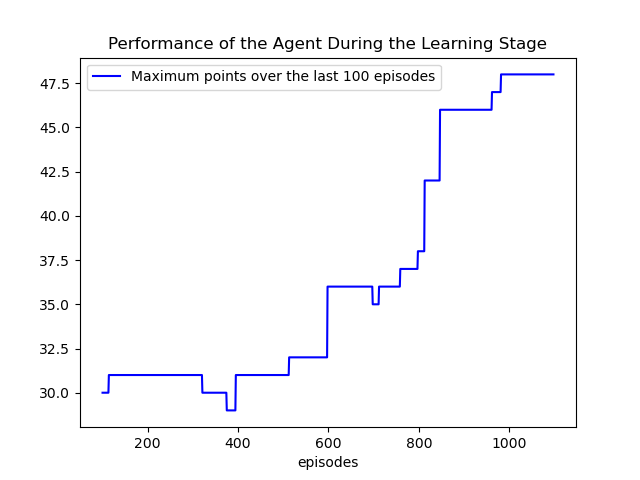 Performance of the Agent During the Learning Stage
Maximum points over the last 100 episodes
47.5
45.0
42.5
40.0
37.5
35.0
32.5
30.0
200 400 600 800 1000
episodes